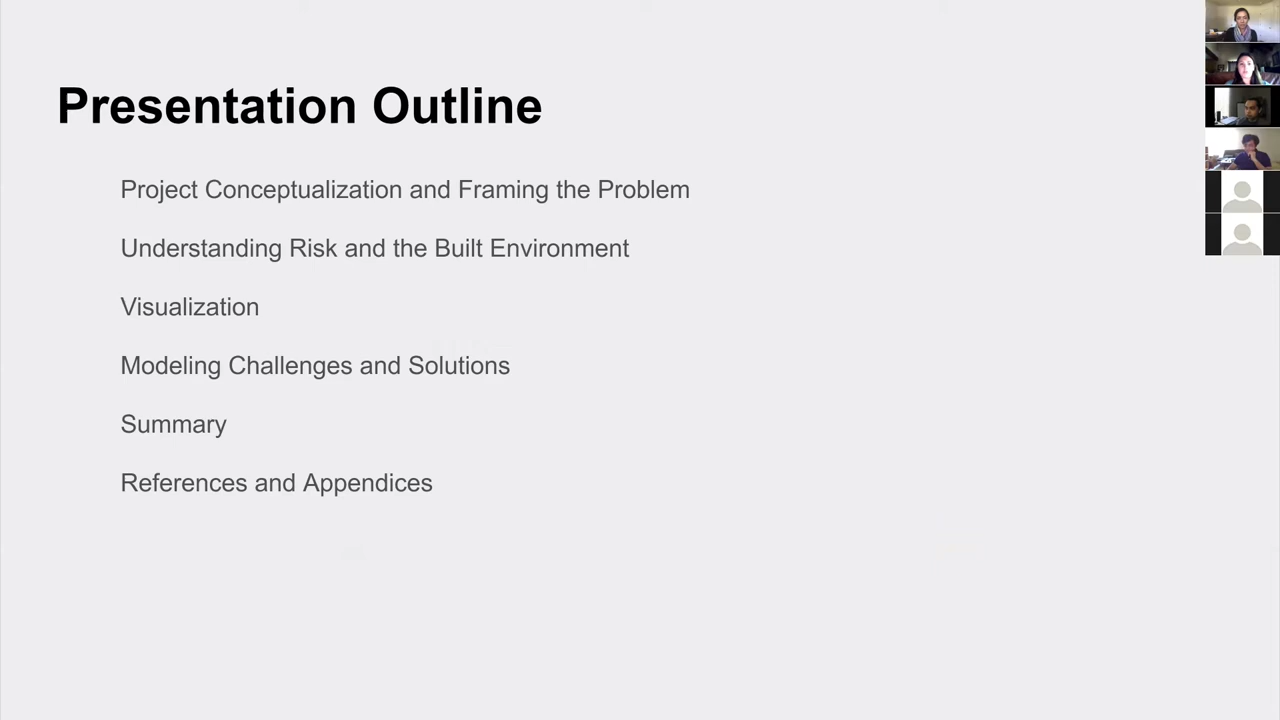 Presentation Outline
Project Conceptualization and Framing the Problem
Understanding Risk and the Built Environment
Visualization
Modeling Challenges and Solutions
Summary
References and Appendices